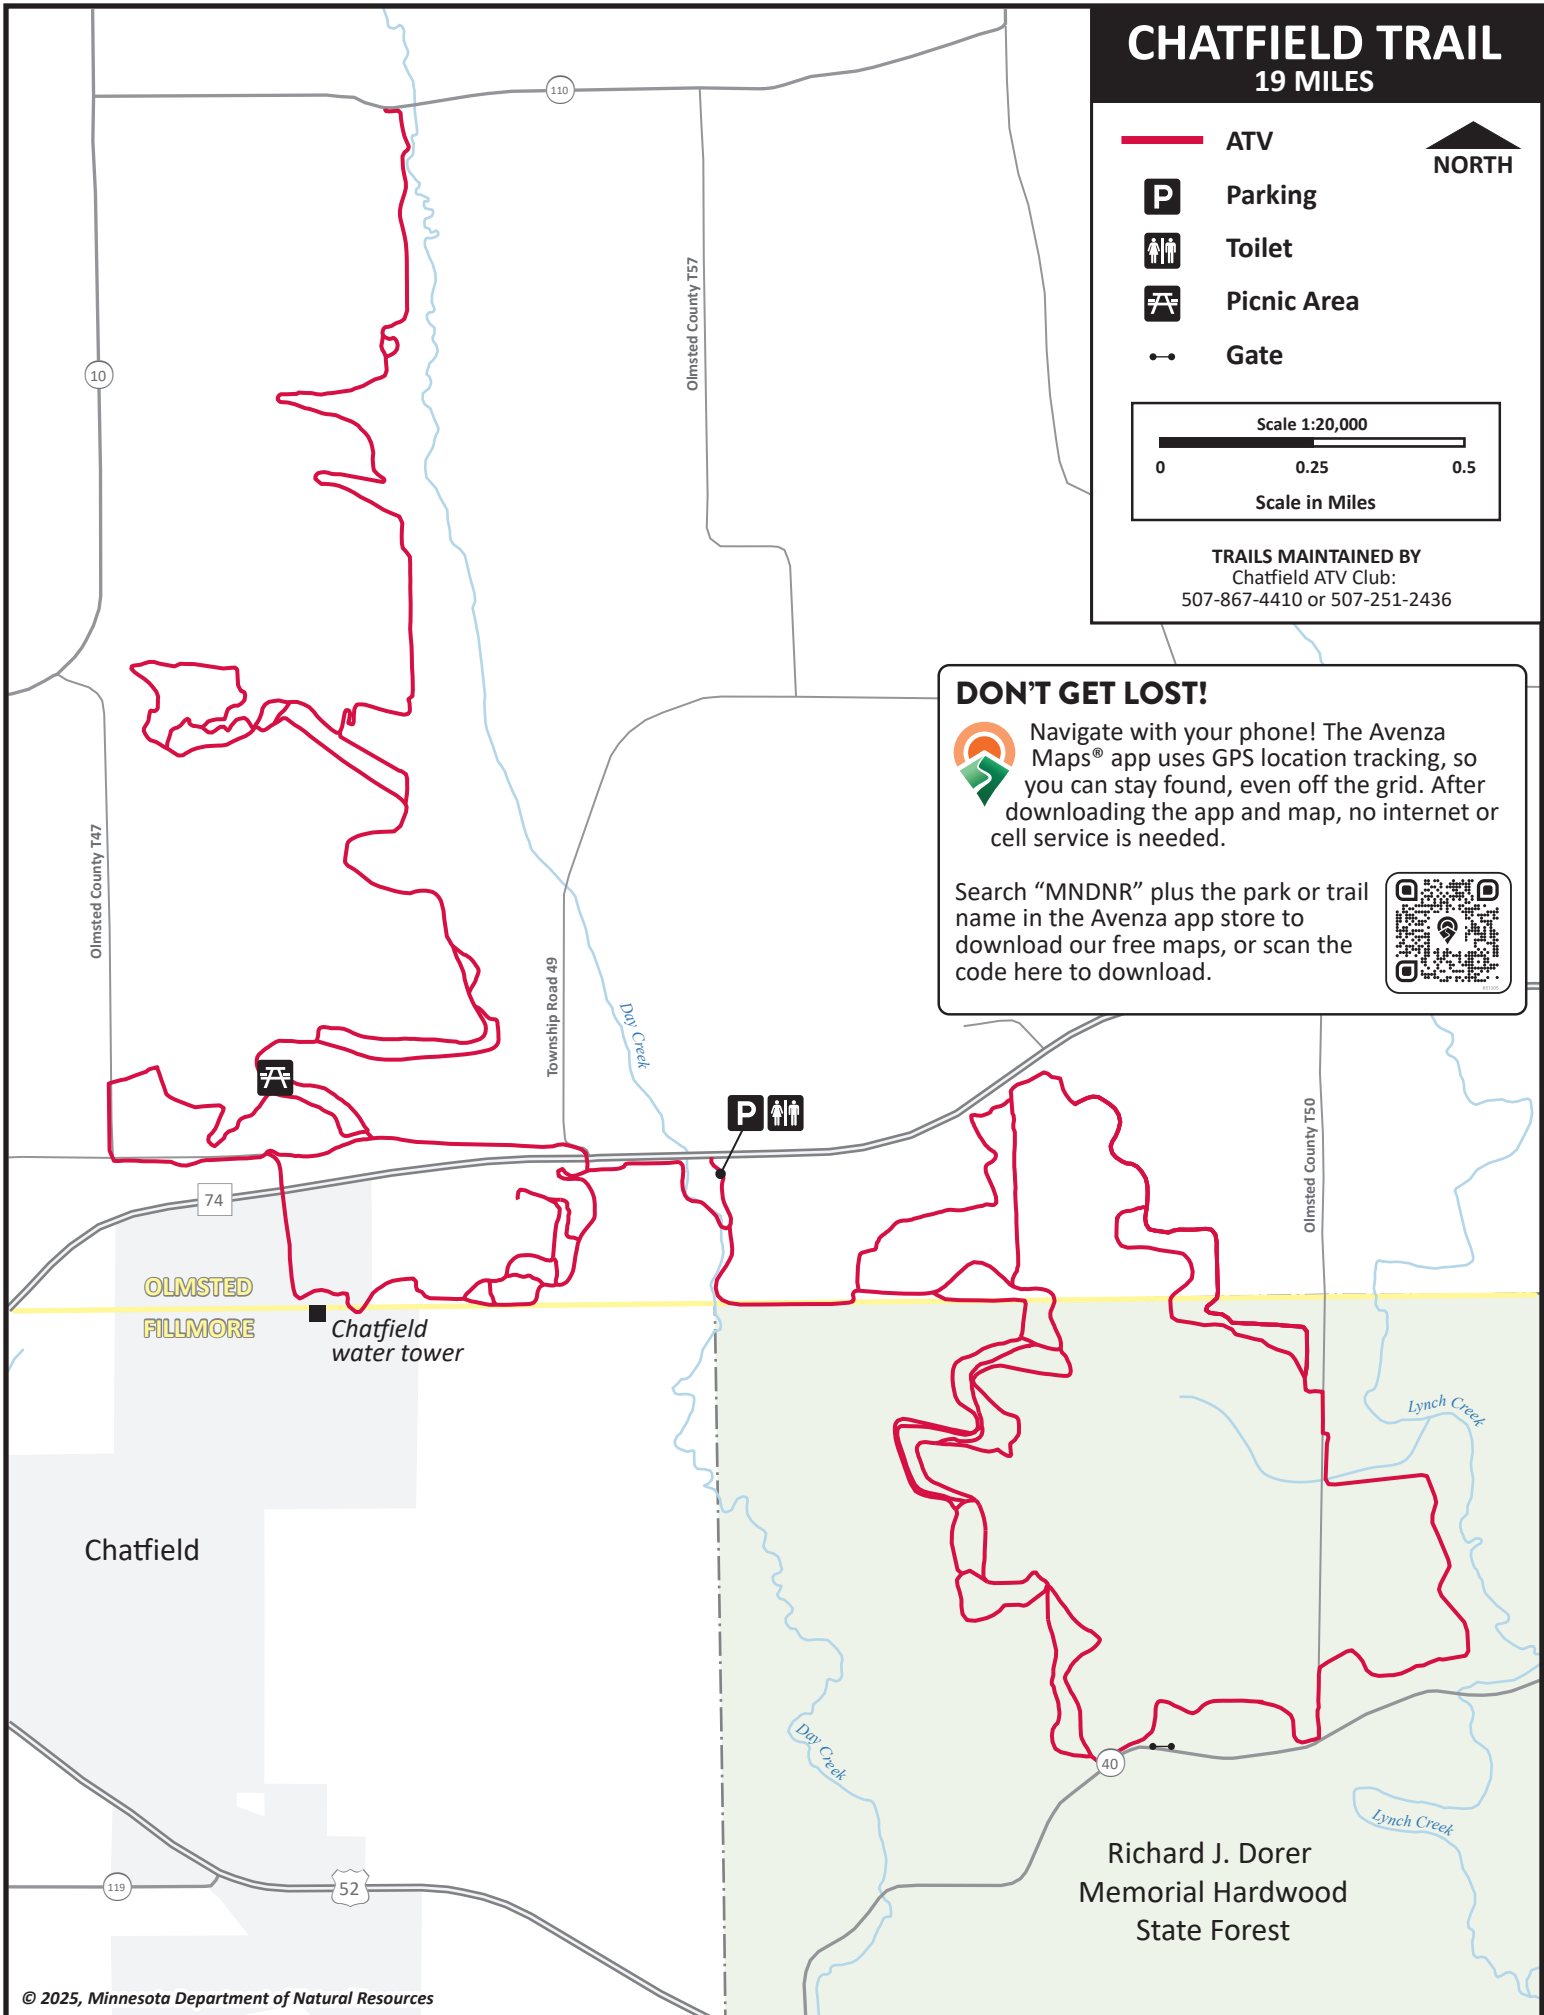 CHATFIELD TRAIL
19 MILES
ATV
NORTH
Parking
Toilet
Picnic Area
Gate
Scale 1:20,000
0 0.25 0.5
Scale in Miles
TRAILS MAINTAINED BY
Chatfield ATV Club:
507-867-4410 or 507-251-2436
110
10
Olmsted County T57
DON'T GET LOST!
Navigate with your phone! The Avenza
Maps® app uses GPS location tracking, so
you can stay found, even off the grid. After
downloading the app and map, no internet or
cell service is needed.
Search “MNDNR” plus the park or trail
name in the Avenza app store to
download our free maps, or scan the
code here to download.
Olmsted County T47
Township Road 49
Day Creek
P
P
Olmsted County T50
74
OLMSTED
FILLMORE
Chatfield
water tower
Lynch Creek
Chatfield
Day Creek
40
Lynch Creek
Richard J. Dorer
Memorial Hardwood
State Forest
119
52
© 2025, Minnesota Department of Natural Resources